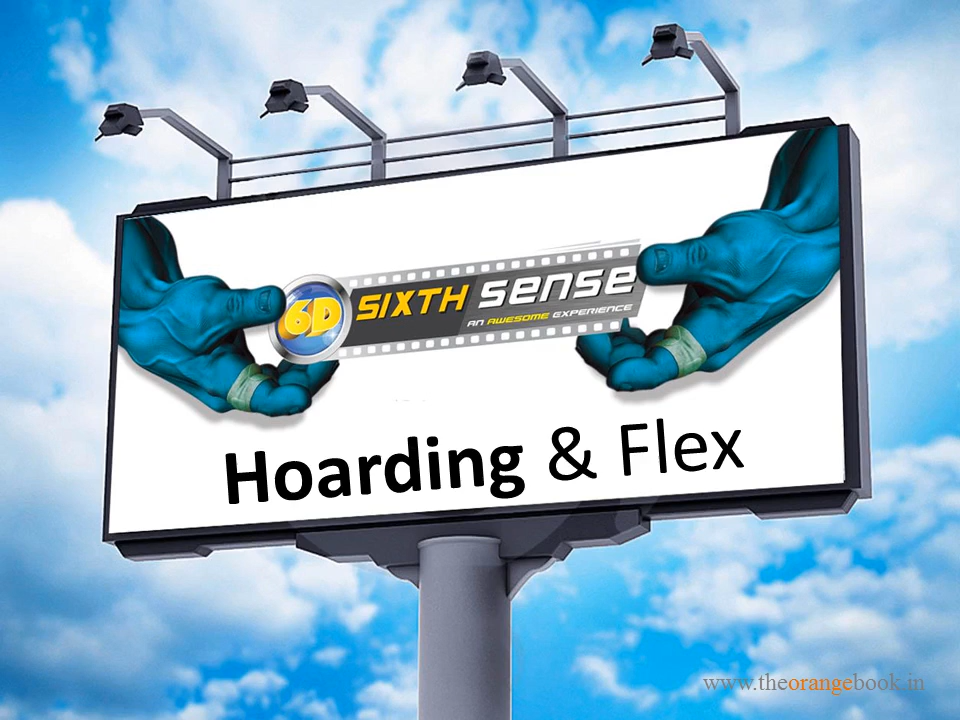 6D SIXTH SENSE
AN AWESOME EXPERIENCE
Hoarding & Flex
www.theorangebook.in